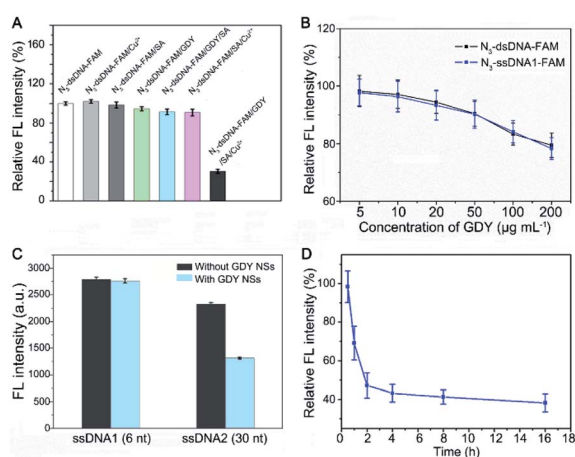 A
Relative FL intensity (%)
160
120
80
40
0
N₃-dsDNA-FAM
N₃-dsDNA-FAM/Cu²⁺
N₃-dsDNA-FAM/SA
N₃-dsDNA-FAM/GDY
N₃-dsDNA-FAM/GDY/SA
N₃-dsDNA-FAM/SA/Cu²⁺
N₃-dsDNA-FAM/GDY
/SA/Cu²⁺
B
Relative FL intensity (%)
120
100
80
60
N₃-dsDNA-FAM
N₃-ssDNA1-FAM
5 10 20 50 100 200
Concentration of GDY (μg mL⁻¹)
C
FL intensity (a.u.)
3000
2500
2000
1500
1000
500
0
Without GDY NSs
With GDY NSs
ssDNA1 (6 nt) ssDNA2 (30 nt)
D
Relative FL intensity (%)
100
80
60
40
0 2 4 6 8 10 12 14 16 18
Time (h)